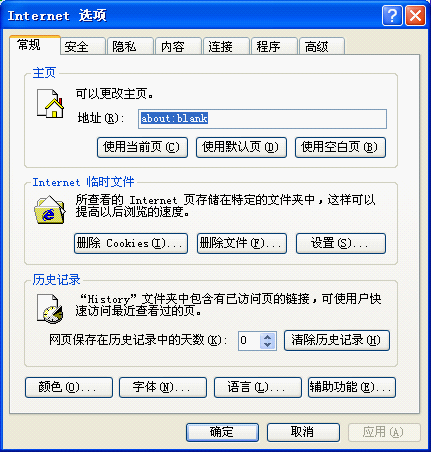 Internet 选项
常规 安全 隐私 内容 连接 程序 高级
主页
可以更改主页。
地址(R): about:blank
使用当前页(C) 使用默认页(D) 使用空白页(B)
Internet 临时文件
所查看的 Internet 页存储在特定的文件夹中，这样可以
提高以后浏览的速度。
删除 Cookies(I)... 删除文件(F)... 设置(S)...
历史记录
“History”文件夹中包含有已访问页的链接，可使用户快
速访问最近查看过的页。
网页保存在历史记录中的天数(K): 0 清除历史记录(H)
颜色(O)... 字体(N)... 语言(L)... 辅助功能(E)...
确定 取消 应用(A)